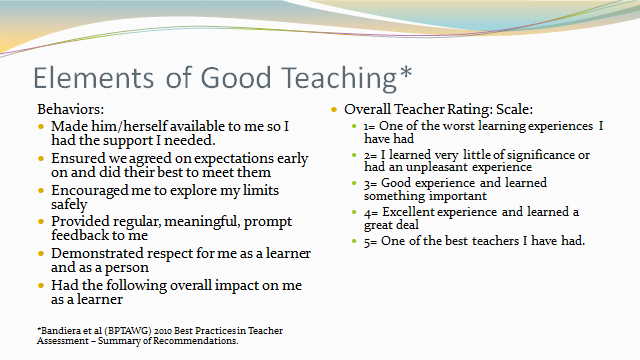 Elements of Good Teaching*
Behaviors:
Made him/herself available to me so I
had the support I needed.
Ensured we agreed on expectations early
on and did their best to meet them
Encouraged me to explore my limits
safely
Provided regular, meaningful, prompt
feedback to me
Demonstrated respect for me as a learner
and as a person
Had the following overall impact on me
as a learner
*Bandiera et al (BPTAWG) 2010 Best Practices in Teacher
Assessment – Summary of Recommendations.
Overall Teacher Rating: Scale:
1= One of the worst learning experiences I
have had
2= I learned very little of significance or
had an unpleasant experience
3= Good experience and learned
something important
4= Excellent experience and learned a
great deal
5= One of the best teachers I have had.